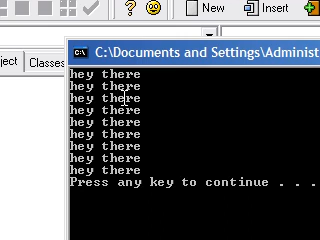 New Insert
ject Classes
C:\Documents and Settings\Administ
hey there
hey there
hey there
hey there
hey there
hey there
hey there
hey there
hey there
Press any key to continue . . .